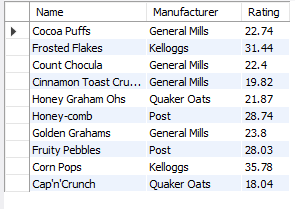 Name Manufacturer Rating
Cocoa Puffs General Mills 22.74
Frosted Flakes Kelloggs 31.44
Count Chocula General Mills 22.4
Cinnamon Toast Cru... General Mills 19.82
Honey Graham Ohs Quaker Oats 21.87
Honey-comb Post 28.74
Golden Grahams General Mills 23.8
Fruity Pebbles Post 28.03
Corn Pops Kelloggs 35.78
Cap'n'Crunch Quaker Oats 18.04